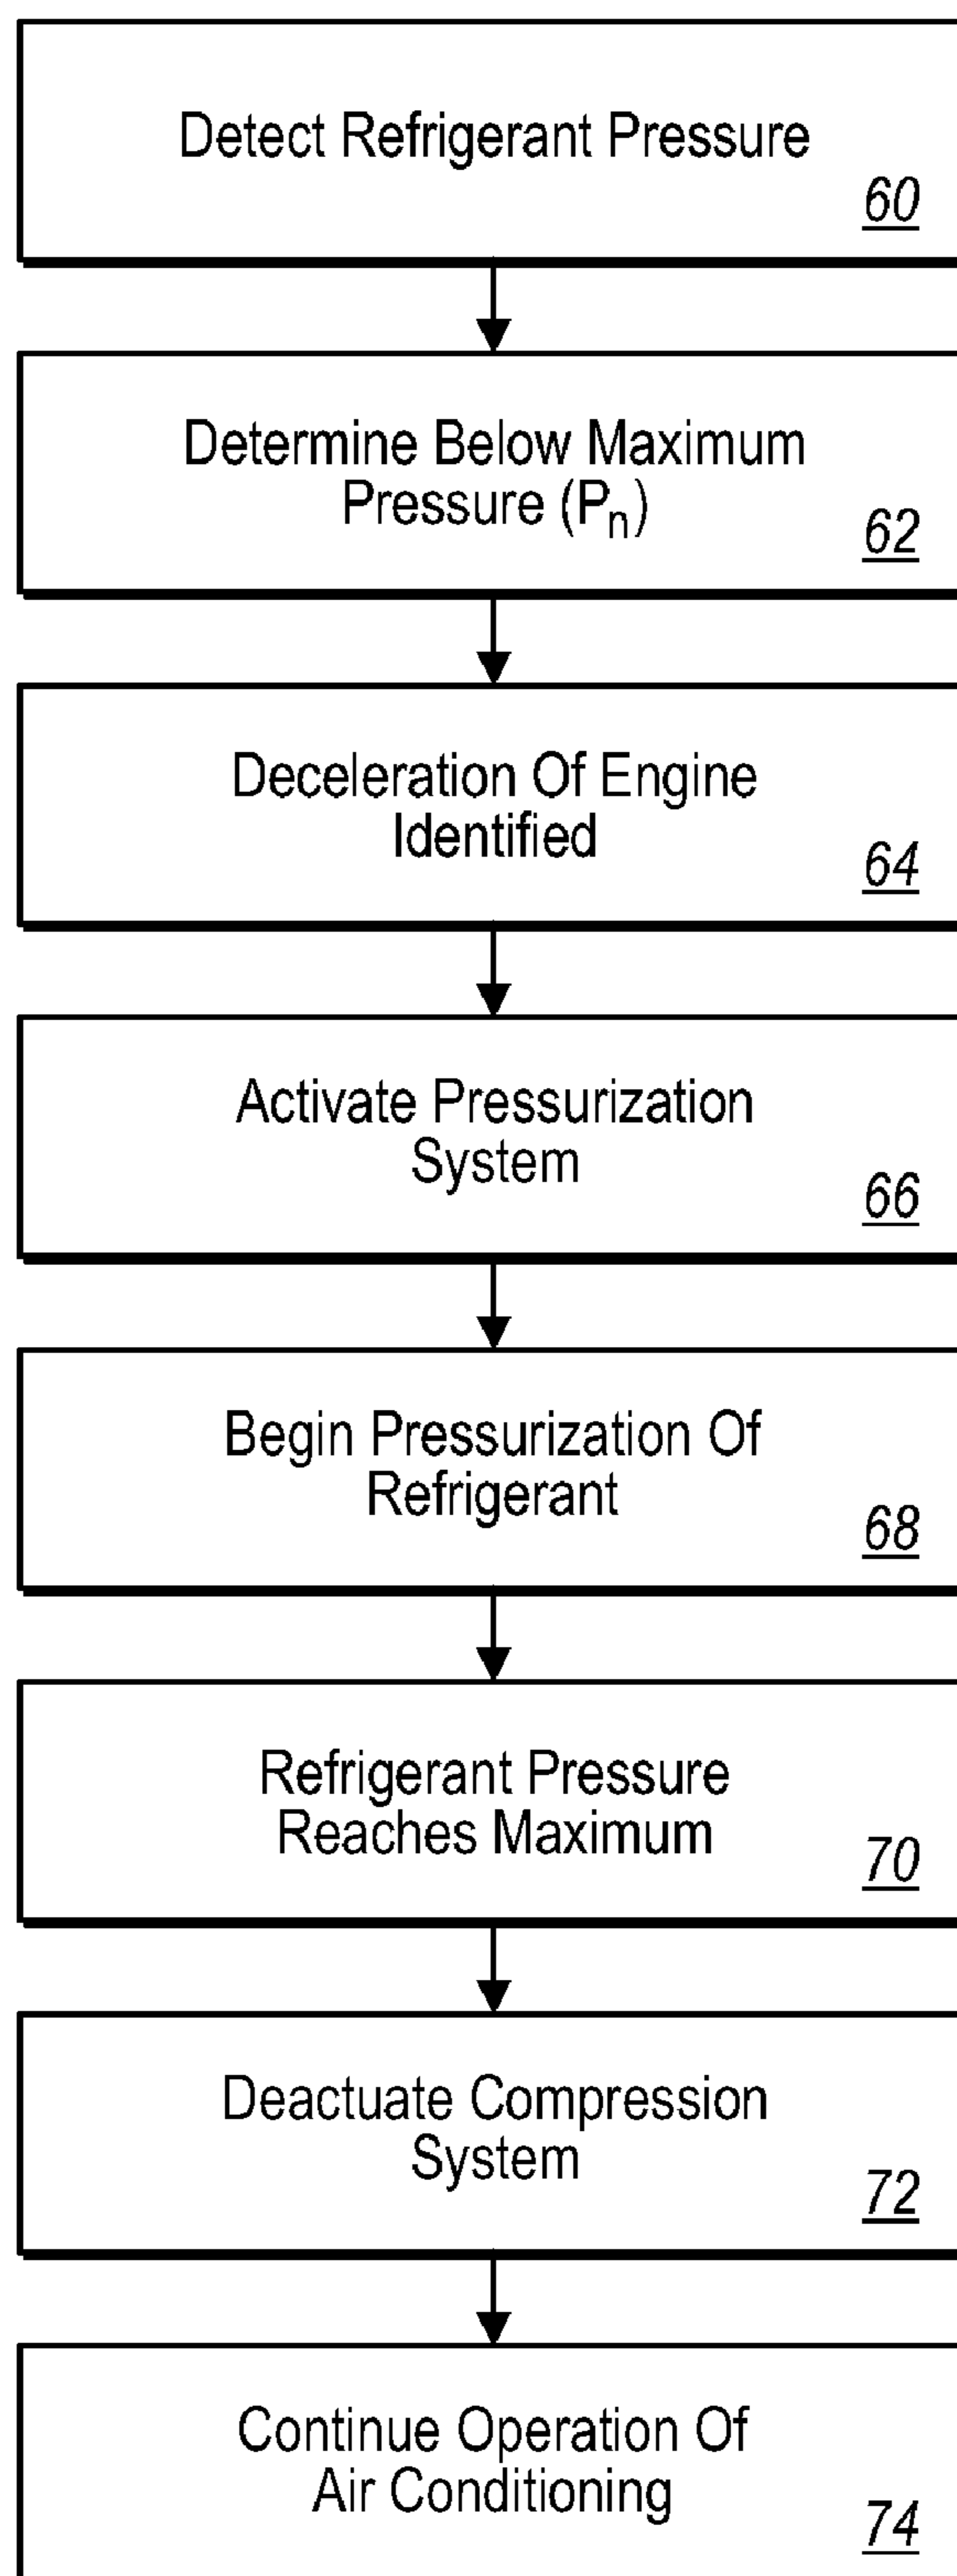 Detect Refrigerant Pressure
60
Determine Below Maximum
Pressure (Pn)
62
Deceleration Of Engine
Identified
64
Activate Pressurization
System
66
Begin Pressurization Of
Refrigerant
68
Refrigerant Pressure
Reaches Maximum
70
Deactuate Compression
System
72
Continue Operation Of
Air Conditioning
74